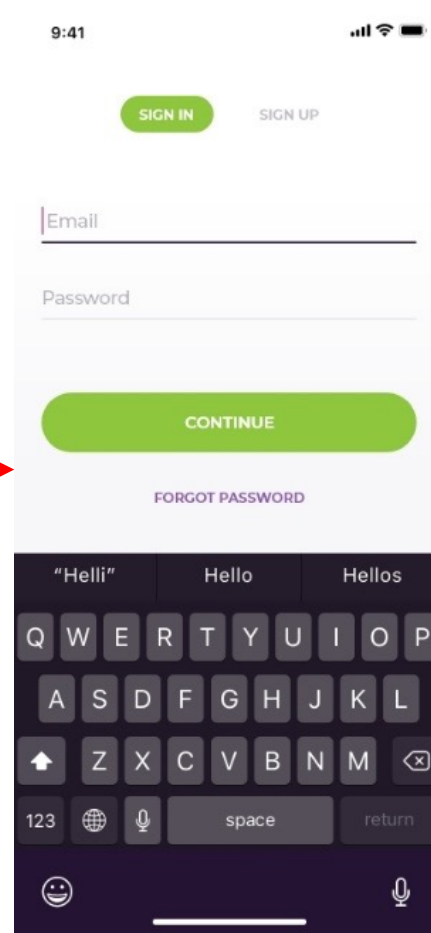 9:41
SIGN IN SIGN UP
Email
Password
CONTINUE
FORGOT PASSWORD
“Helli” Hello Hellos
Q W E R T Y U I O P
A S D F G H J K L
Z X C V B N M
123 space return